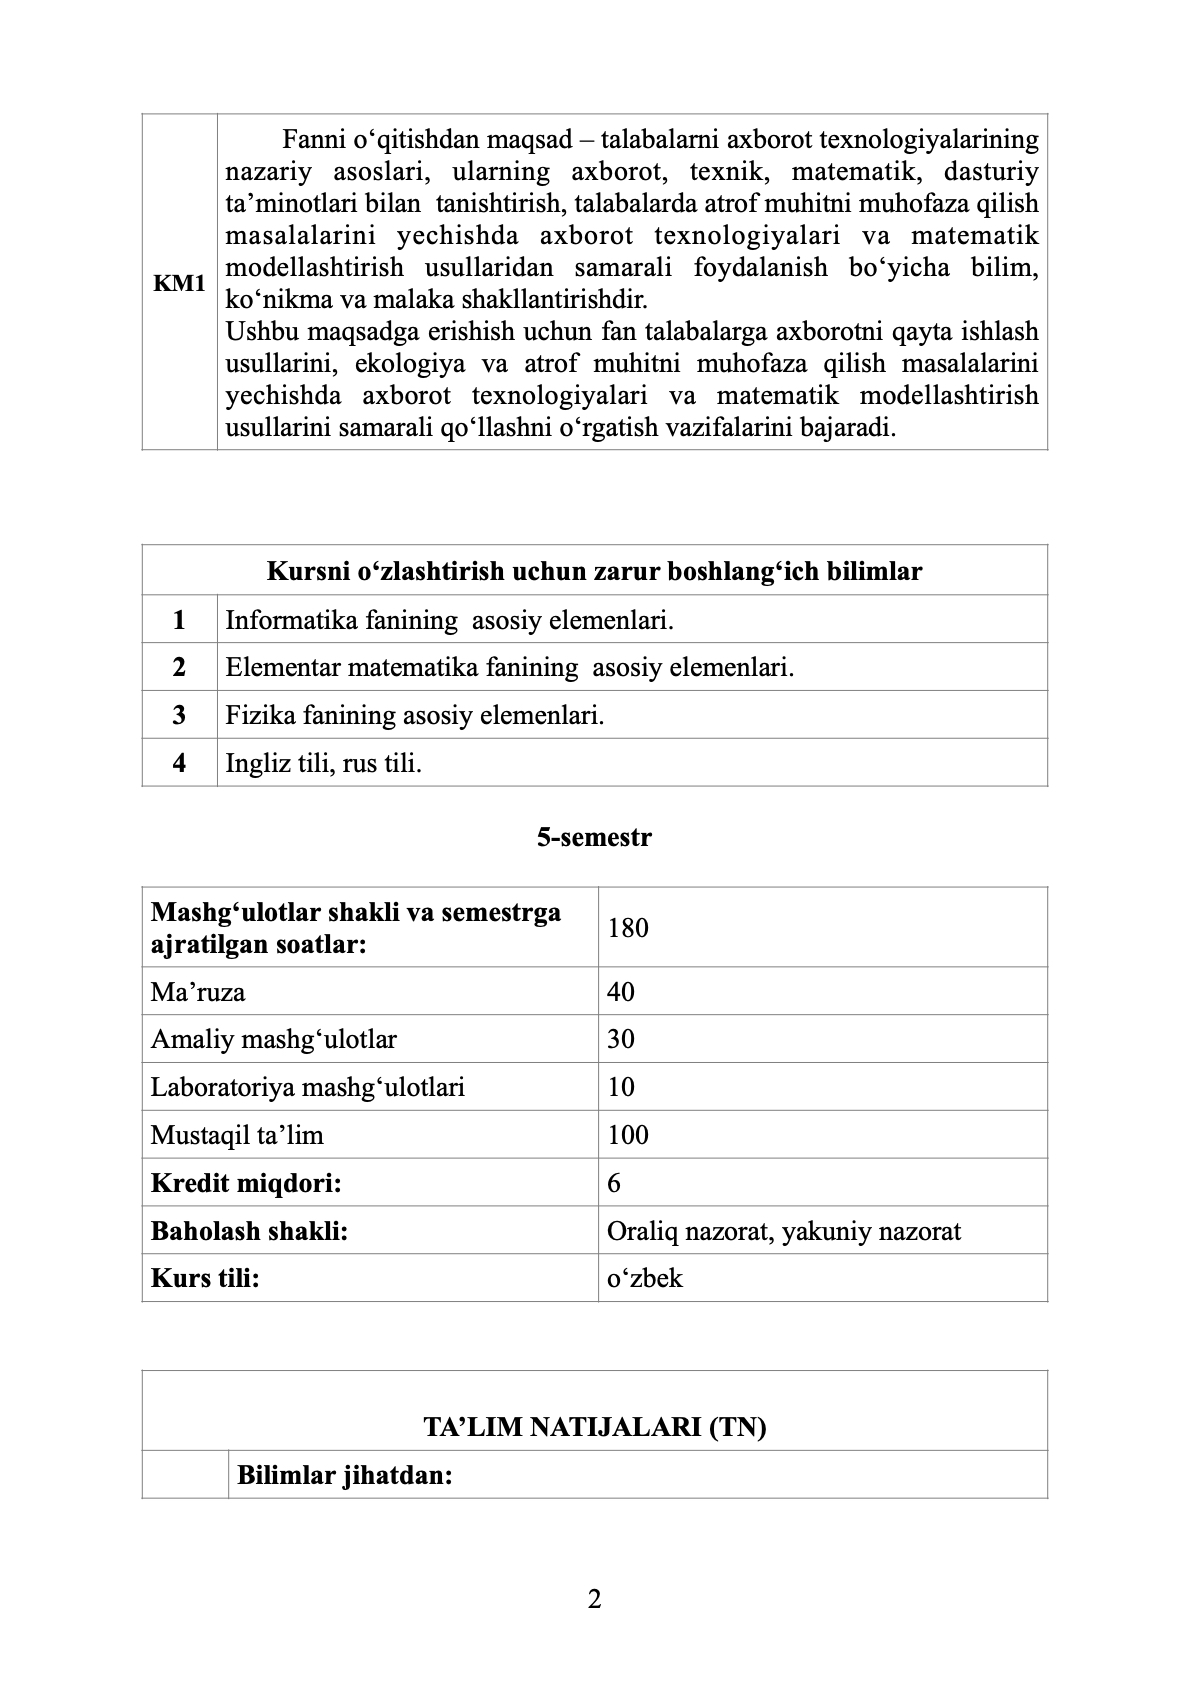 Fanni o‘qitishdan maqsad – talabalarni axborot texnologiyalarining
nazariy asoslari, ularning axborot, texnik, matematik, dasturiy
ta’minotlari bilan tanishtirish, talabalarda atrof muhitni muhofaza qilish
masalalarini yechishda axborot texnologiyalari va matematik
KM1 modellashtirish usullaridan samarali foydalanish bo‘yicha bilim,
ko‘nikma va malaka shakllantirishdir.
Ushbu maqsadga erishish uchun fan talabalarga axborotni qayta ishlash
usullarini, ekologiya va atrof muhitni muhofaza qilish masalalarini
yechishda axborot texnologiyalari va matematik modellashtirish
usullarini samarali qo‘llashni o‘rgatish vazifalarini bajaradi.
Kursni o‘zlashtirish uchun zarur boshlang‘ich bilimlar
1 Informatika fanining asosiy elemenlari.
2 Elementar matematika fanining asosiy elemenlari.
3 Fizika fanining asosiy elemenlari.
4 Ingliz tili, rus tili.
5-semestr
Mashg‘ulotlar shakli va semestrga
ajratilgan soatlar: 180
Ma’ruza 40
Amaliy mashg‘ulotlar 30
Laboratoriya mashg‘ulotlari 10
Mustaqil ta’lim 100
Kredit miqdori: 6
Baholash shakli: Oraliq nazorat, yakuniy nazorat
Kurs tili: o‘zbek
TA’LIM NATIJALARI (TN)
Bilimlar jihatdan:
2